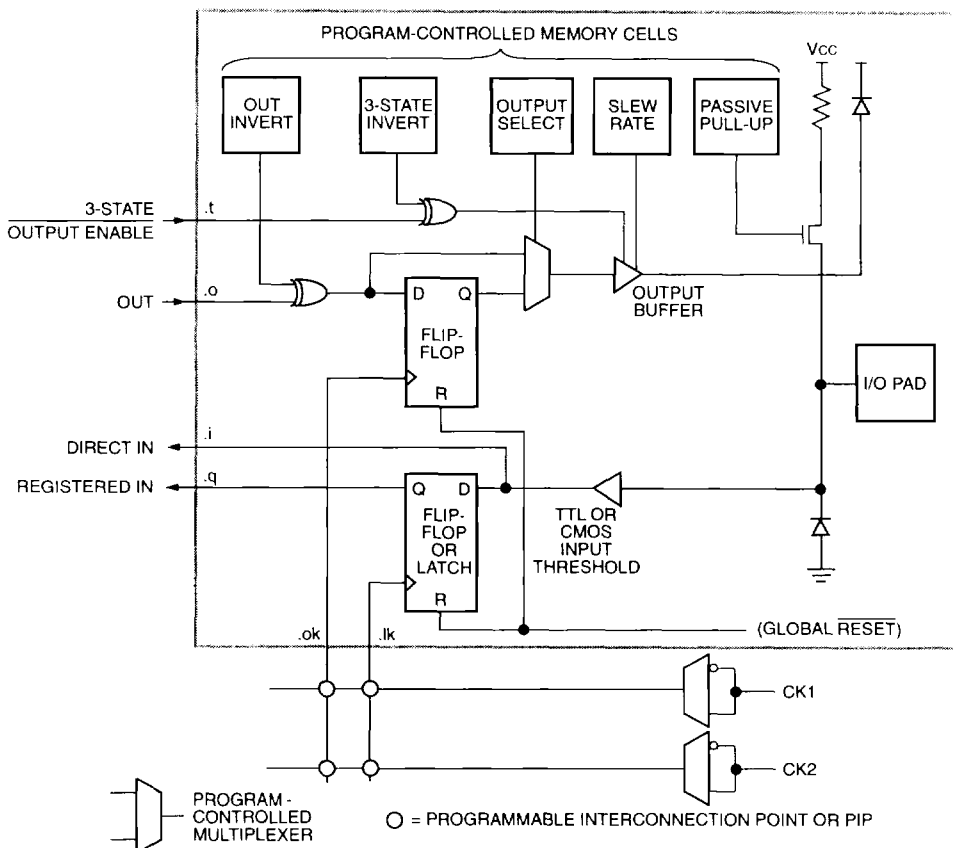 PROGRAM-CONTROLLED MEMORY CELLS
VCC
OUT
INVERT
3-STATE
INVERT
OUTPUT
SELECT
SLEW
RATE
PASSIVE
PULL-UP
3-STATE
OUTPUT ENABLE
.t
OUT
.o
D Q
FLIP-
FLOP
R
OUTPUT
BUFFER
I/O PAD
DIRECT IN
.i
REGISTERED IN
.q
Q D
FLIP-
FLOP
OR
LATCH
R
TTL OR
CMOS
INPUT
THRESHOLD
.ok
.Ik
(GLOBAL RESET)
CK1
CK2
PROGRAM-
CONTROLLED
MULTIPLEXER
= PROGRAMMABLE INTERCONNECTION POINT OR PIP